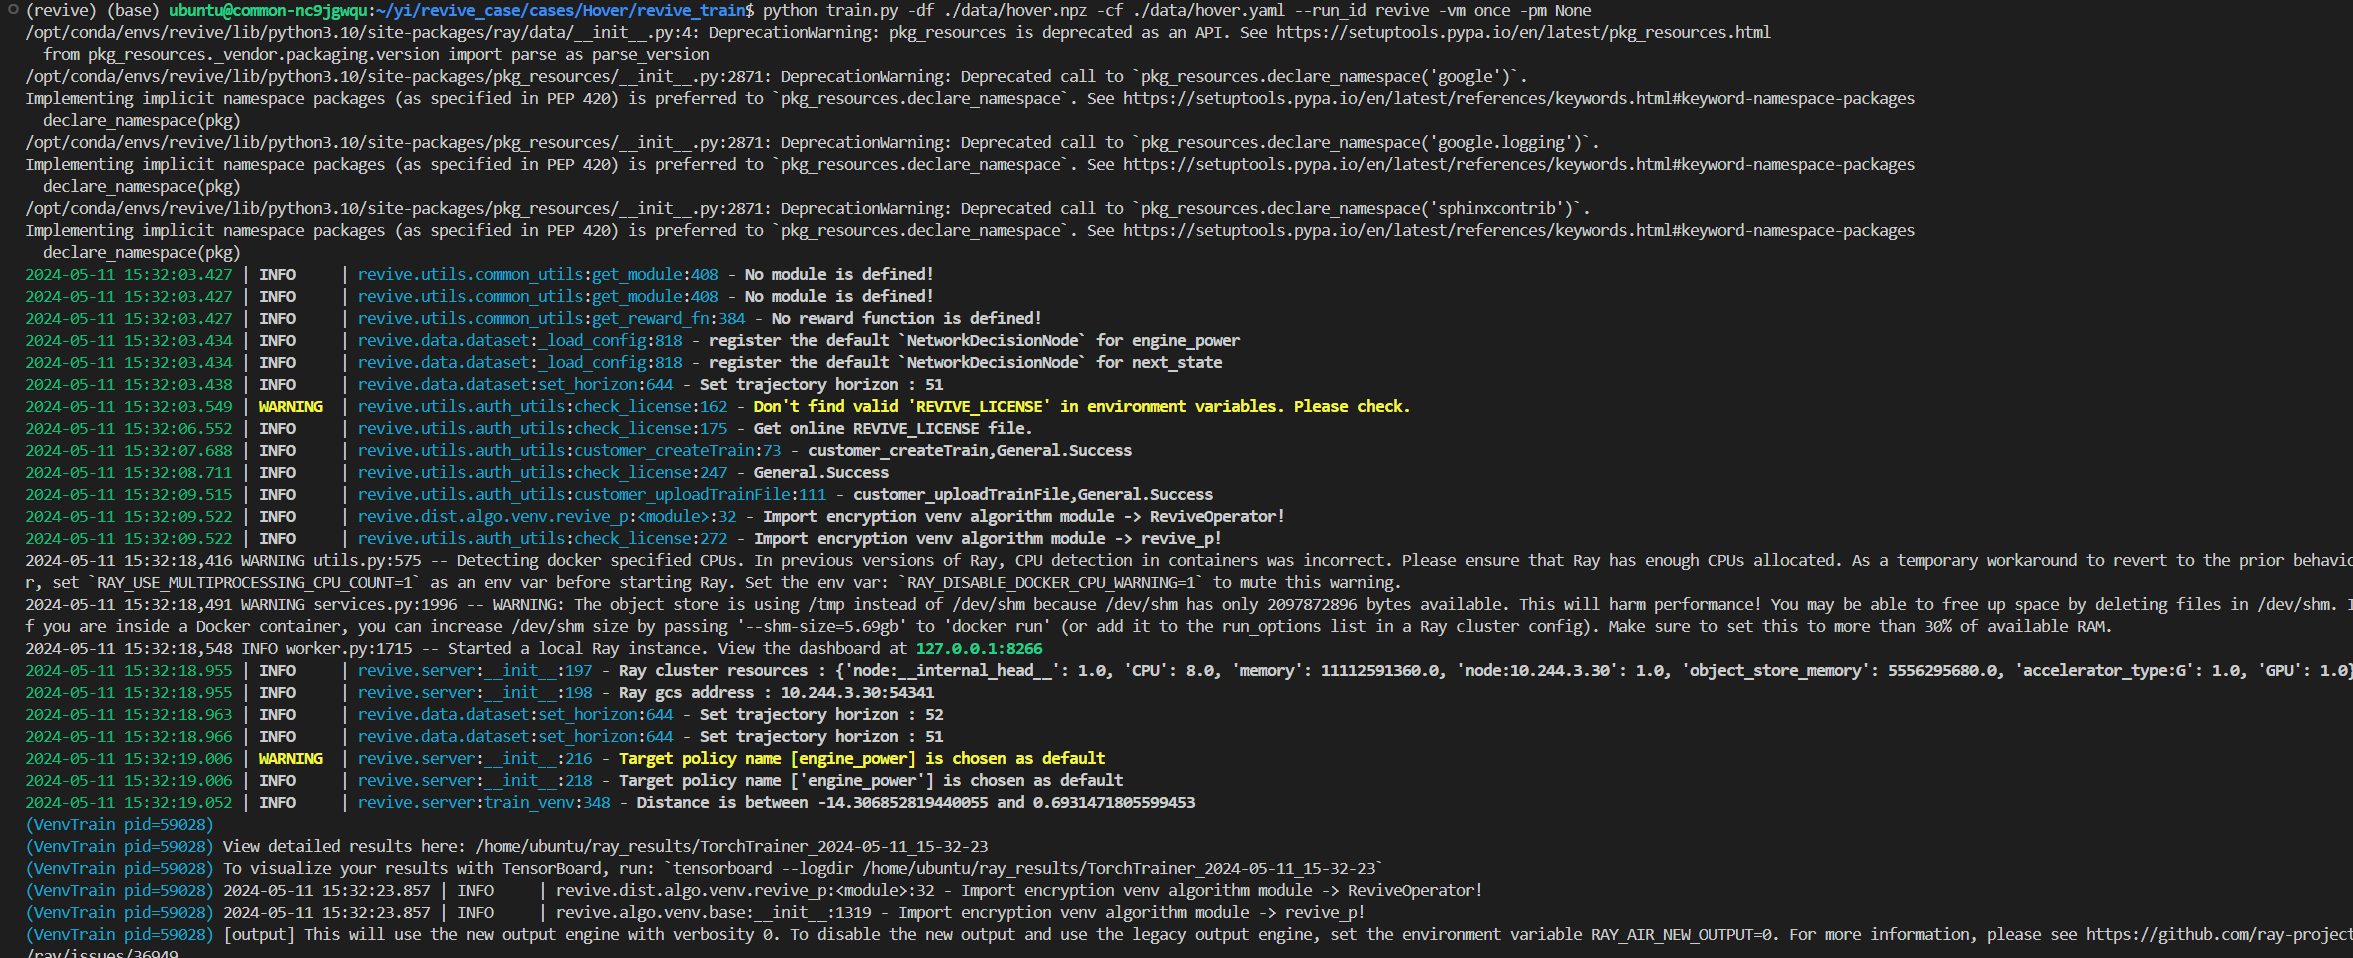 (revive) (base) ubuntu@common-nc9jgwqu:~/yi/revive_case/cases/Hover/revive_train$ python train.py -df ./data/hover.npz -cf ./data/hover.yaml --run_id revive -vm once -pm None
/opt/conda/envs/revive/lib/python3.10/site-packages/ray/data/__init__.py:4: DeprecationWarning: pkg_resources is deprecated as an API. See https://setuptools.pypa.io/en/latest/pkg_resources.html
  from pkg_resources._vendor.packaging.version import parse as parse_version
/opt/conda/envs/revive/lib/python3.10/site-packages/pkg_resources/__init__.py:2871: DeprecationWarning: Deprecated call to `pkg_resources.declare_namespace('google')`.
Implementing implicit namespace packages (as specified in PEP 420) is preferred to `pkg_resources.declare_namespace`. See https://setuptools.pypa.io/en/latest/references/keywords.html#keyword-namespace-packages
  declare_namespace(pkg)
/opt/conda/envs/revive/lib/python3.10/site-packages/pkg_resources/__init__.py:2871: DeprecationWarning: Deprecated call to `pkg_resources.declare_namespace('google.logging')`.
Implementing implicit namespace packages (as specified in PEP 420) is preferred to `pkg_resources.declare_namespace`. See https://setuptools.pypa.io/en/latest/references/keywords.html#keyword-namespace-packages
  declare_namespace(pkg)
/opt/conda/envs/revive/lib/python3.10/site-packages/pkg_resources/__init__.py:2871: DeprecationWarning: Deprecated call to `pkg_resources.declare_namespace('sphinxcontrib')`.
Implementing implicit namespace packages (as specified in PEP 420) is preferred to `pkg_resources.declare_namespace`. See https://setuptools.pypa.io/en/latest/references/keywords.html#keyword-namespace-packages
  declare_namespace(pkg)
2024-05-11 15:32:03.427 | INFO     | revive.utils.common_utils:get_module:408 - No module is defined!
2024-05-11 15:32:03.427 | INFO     | revive.utils.common_utils:get_module:408 - No module is defined!
2024-05-11 15:32:03.427 | INFO     | revive.utils.common_utils:get_reward_fn:384 - No reward function is defined!
2024-05-11 15:32:03.434 | INFO     | revive.data.dataset:_load_config:818 - register the default `NetworkDecisionNode` for engine_power
2024-05-11 15:32:03.434 | INFO     | revive.data.dataset:_load_config:818 - register the default `NetworkDecisionNode` for next_state
2024-05-11 15:32:03.438 | INFO     | revive.data.dataset:set_horizon:644 - Set trajectory horizon : 51
2024-05-11 15:32:03.549 | WARNING  | revive.utils.auth_utils:check_license:162 - Don't find valid 'REVIVE_LICENSE' in environment variables. Please check.
2024-05-11 15:32:06.552 | INFO     | revive.utils.auth_utils:check_license:175 - Get online REVIVE_LICENSE file.
2024-05-11 15:32:07.688 | INFO     | revive.utils.auth_utils:customer_createTrain:73 - customer_createTrain,General.Success
2024-05-11 15:32:08.711 | INFO     | revive.utils.auth_utils:check_license:247 - General.Success
2024-05-11 15:32:09.515 | INFO     | revive.utils.auth_utils:customer_uploadTrainFile:111 - customer_uploadTrainFile,General.Success
2024-05-11 15:32:09.522 | INFO     | revive.dist.algo.venv.revive_p:<module>:32 - Import encryption venv algorithm module -> ReviveOperator!
2024-05-11 15:32:09.522 | INFO     | revive.utils.auth_utils:check_license:272 - Import encryption venv algorithm module -> revive_p!
2024-05-11 15:32:18,416 WARNING utils.py:575 -- Detecting docker specified CPUs. In previous versions of Ray, CPU detection in containers was incorrect. Please ensure that Ray has enough CPUs allocated. As a temporary workaround to revert to the prior behavio
r, set `RAY_USE_MULTIPROCESSING_CPU_COUNT=1` as an env var before starting Ray. Set the env var: `RAY_DISABLE_DOCKER_CPU_WARNING=1` to mute this warning.
2024-05-11 15:32:18,491 WARNING services.py:1996 -- WARNING: The object store is using /tmp instead of /dev/shm because /dev/shm has only 2097872896 bytes available. This will harm performance! You may be able to free up space by deleting files in /dev/shm. I
f you are inside a Docker container, you can increase /dev/shm size by passing '--shm-size=5.69gb' to 'docker run' (or add it to the run_options list in a Ray cluster config). Make sure to set this to more than 30% of available RAM.
2024-05-11 15:32:18,548 INFO worker.py:1715 -- Started a local Ray instance. View the dashboard at 127.0.0.1:8266
2024-05-11 15:32:18.955 | INFO     | revive.server:__init__:197 - Ray cluster resources : {'node:__internal_head__': 1.0, 'CPU': 8.0, 'memory': 11112591360.0, 'node:10.244.3.30': 1.0, 'object_store_memory': 5556295680.0, 'accelerator_type:G': 1.0, 'GPU': 1.0}
2024-05-11 15:32:18.955 | INFO     | revive.server:__init__:198 - Ray gcs address : 10.244.3.30:54341
2024-05-11 15:32:18.963 | INFO     | revive.data.dataset:set_horizon:644 - Set trajectory horizon : 52
2024-05-11 15:32:18.966 | INFO     | revive.data.dataset:set_horizon:644 - Set trajectory horizon : 51
2024-05-11 15:32:19.006 | WARNING  | revive.server:__init__:216 - Target policy name [engine_power] is chosen as default
2024-05-11 15:32:19.006 | INFO     | revive.server:__init__:218 - Target policy name ['engine_power'] is chosen as default
2024-05-11 15:32:19.052 | INFO     | revive.server:train_venv:348 - Distance is between -14.306852819440055 and 0.6931471805599453
(VenvTrain pid=59028)
(VenvTrain pid=59028) View detailed results here: /home/ubuntu/ray_results/TorchTrainer_2024-05-11_15-32-23
(VenvTrain pid=59028) To visualize your results with TensorBoard, run: `tensorboard --logdir /home/ubuntu/ray_results/TorchTrainer_2024-05-11_15-32-23`
(VenvTrain pid=59028) 2024-05-11 15:32:23.857 | INFO     | revive.dist.algo.venv.revive_p:<module>:32 - Import encryption venv algorithm module -> ReviveOperator!
(VenvTrain pid=59028) 2024-05-11 15:32:23.857 | INFO     | revive.algo.venv.base:__init__:1319 - Import encryption venv algorithm module -> revive_p!
(VenvTrain pid=59028) [output] This will use the new output engine with verbosity 0. To disable the new output and use the legacy output engine, set the environment variable RAY_AIR_NEW_OUTPUT=0. For more information, please see https://github.com/ray-project
/ray/issues/36949